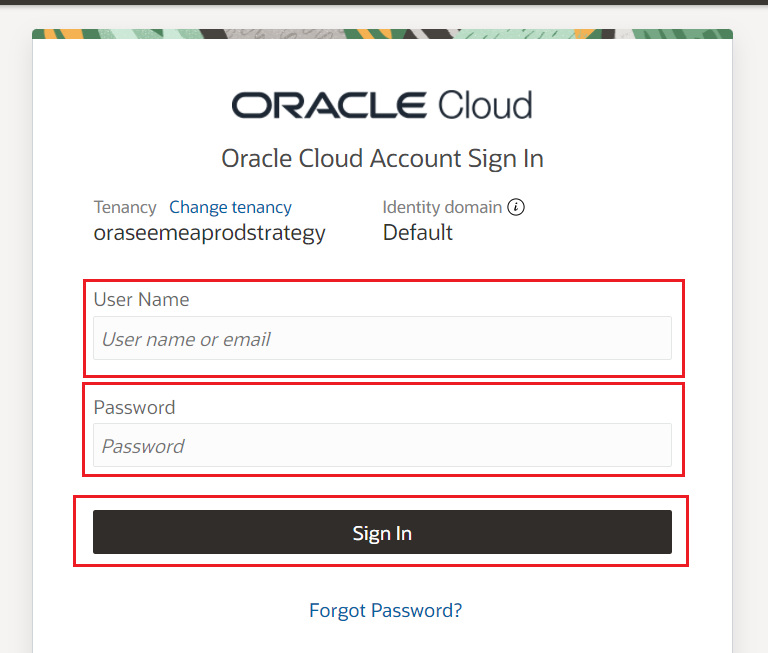 ORACLE Cloud
Oracle Cloud Account Sign In
Tenancy Change tenancy
oraseemeaprodstrategy
Identity domain
Default
User Name
User name or email
Password
Password
Sign In
Forgot Password?